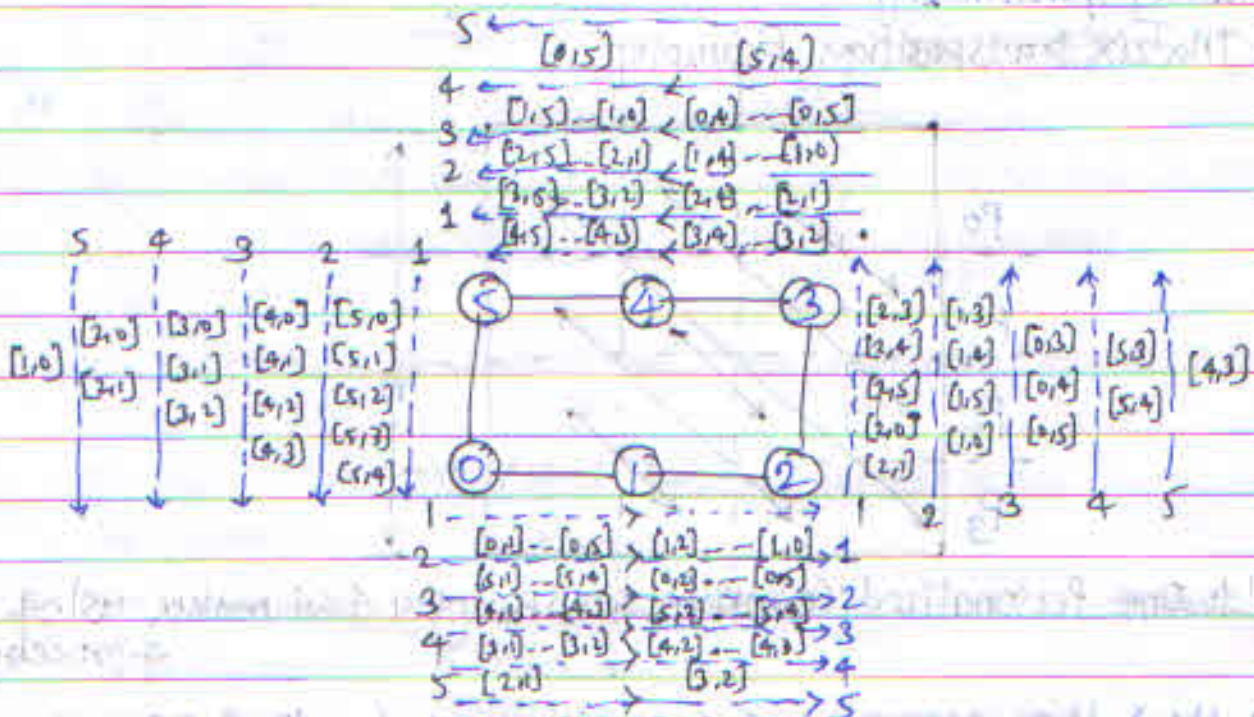 5
[0,5] [5,4]
4
[1,5]--[1,0] [0,4]--[0,5]
3
[2,5]--[2,1] [1,4]--[1,0]
2
[3,5]--[3,2] [2,4]--[2,1]
1
[4,5]--[4,3] [3,4]--[3,2]
5 4 3 2 1
5 4 3
[1,0] [2,0] [3,0] [4,0] [5,0]
[2,1] [3,1] [4,1] [5,1]
[3,2] [4,2] [5,2]
[4,3] [5,3]
[5,4]
[2,3] [1,3] [0,3] [5,3] [4,3]
[2,4] [1,4] [0,4] [5,4]
[2,5] [1,5] [0,5]
[2,0] [1,0]
[2,1]
0 1 2
1 2 3 4 5
1
2 [0,1]--[0,5] [1,2]--[1,0] 1
[5,1]--[5,4] [0,2]--[0,5]
3 2
[4,1]--[4,3] [5,2]--[5,4]
3
4 [3,1]--[3,2] [4,2]--[4,3]
4
5 [2,1] [3,2]
5